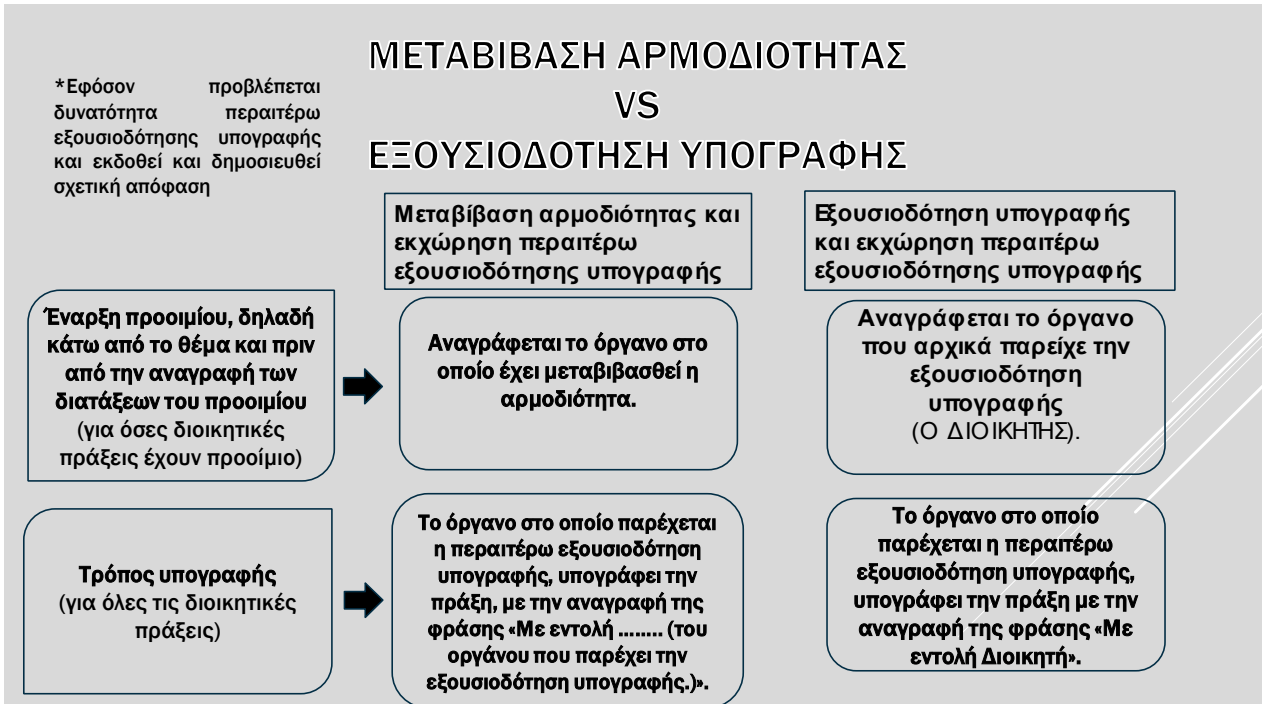 ΜΕΤΑΒΙΒΑΣΗ ΑΡΜΟΔΙΟΤΗΤΑΣ
VS
ΕΞΟΥΣΙΟΔΟΤΗΣΗ ΥΠΟΓΡΑΦΗΣ
*Εφόσον προβλέπεται
δυνατότητα περαιτέρω
εξουσιοδότησης υπογραφής
και εκδοθεί και δημοσιευθεί
σχετική απόφαση
Μεταβίβαση αρμοδιότητας και
εκχώρηση περαιτέρω
εξουσιοδότησης υπογραφής
Εξουσιοδότηση υπογραφής
και εκχώρηση περαιτέρω
εξουσιοδότησης υπογραφής
Έναρξη προοιμίου, δηλαδή
κάτω από το θέμα και πριν
από την αναγραφή των
διατάξεων του προοιμίου
(για όσες διοικητικές
πράξεις έχουν προοίμιο)
Αναγράφεται το όργανο στο
οποίο έχει μεταβιβασθεί η
αρμοδιότητα.
Αναγράφεται το όργανο
που αρχικά παρείχε την
εξουσιοδότηση
υπογραφής
(Ο ΔΙΟΙΚΗΤΗΣ).
Τρόπος υπογραφής
(για όλες τις διοικητικές
πράξεις)
Το όργανο στο οποίο παρέχεται
η περαιτέρω εξουσιοδότηση
υπογραφής, υπογράφει την
πράξη, με την αναγραφή της
φράσης «Με εντολή ........ (του
οργάνου που παρέχει την
εξουσιοδότηση υπογραφής.)».
Το όργανο στο οποίο
παρέχεται η περαιτέρω
εξουσιοδότηση υπογραφής,
υπογράφει την πράξη με την
αναγραφή της φράσης «Με
εντολή Διοικητή».